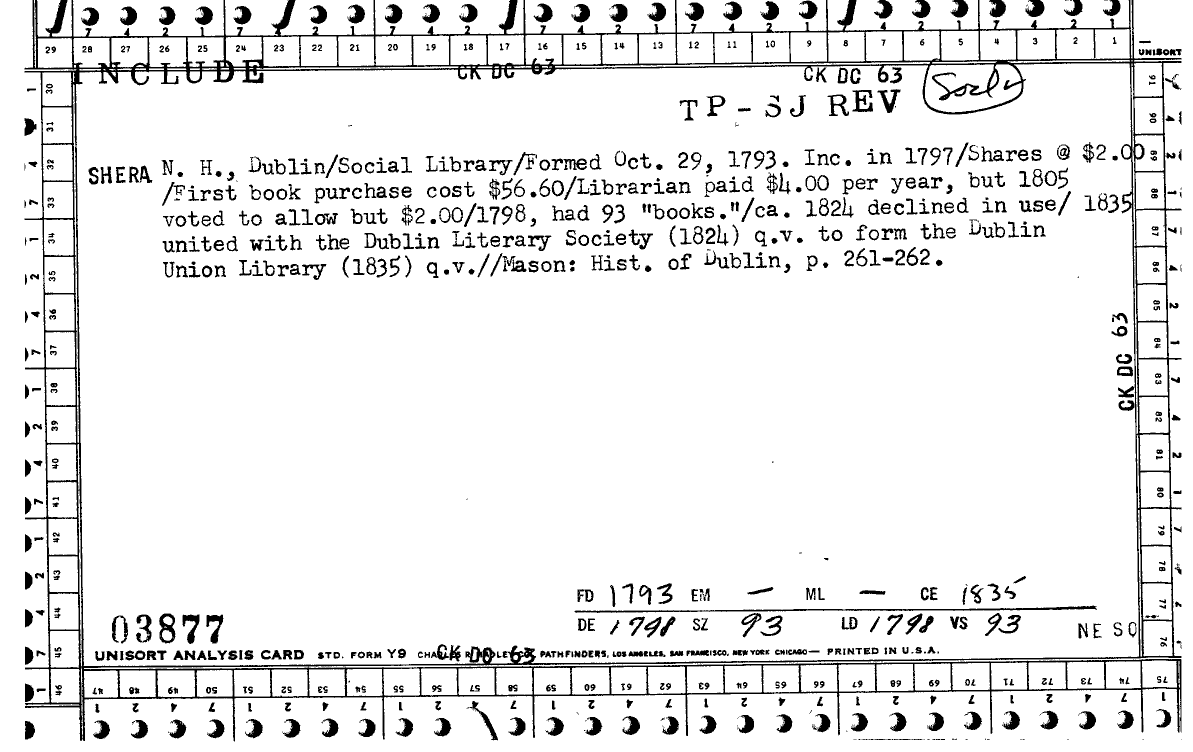 7 4 2 1 7 4 2 1 7 4 2 1 7 4 2 1 7 4 2 1 7 4 2 1
29 28 27 26 25 24 23 22 21 20 19 18 17 16 15 14 13 12 11 10 9 8 7 6 5 4 3 2 1
UNISORT
INCLUDE CK DC 63 CK DC 63
TP-SJ REV
SHERA N. H., Dublin/Social Library/Formed Oct. 29, 1793. Inc. in 1797/Shares @ $2.00
/First book purchase cost $56.60/Librarian paid $4.00 per year, but 1805
voted to allow but $2.00/1798, had 93 "books."/ca. 1824 declined in use/ 1835
united with the Dublin Literary Society (1824) q.v. to form the Dublin
Union Library (1835) q.v.//Mason: Hist. of Dublin, p. 261-262.
30
31
32
33
34
35
36
37
38
39
40
41
42
43
44
45
46
91
90
89
88
87
86
85
84
83
82
81
80
79
78
77
76
CK DC 63
FD 1793 EM — ML — CE 1835
DE 1798 SZ 93 LD 1798 VS 93 NE SO
03877
UNISORT ANALYSIS CARD STD. FORM Y9 CK DC 63 PATHFINDERS, LOS ANGELES, SAN FRANCISCO, NEW YORK CHICAGO— PRINTED IN U.S.A.
47 48 49 50 51 52 53 54 55 56 57 58 59 60 61 62 63 64 65 66 67 68 69 70 71 72 73 74 75
1 2 4 7 1 2 4 7 1 2 4 7 1 2 4 7 1 2 4 7 1 2 4 7 1 2 4 7 1